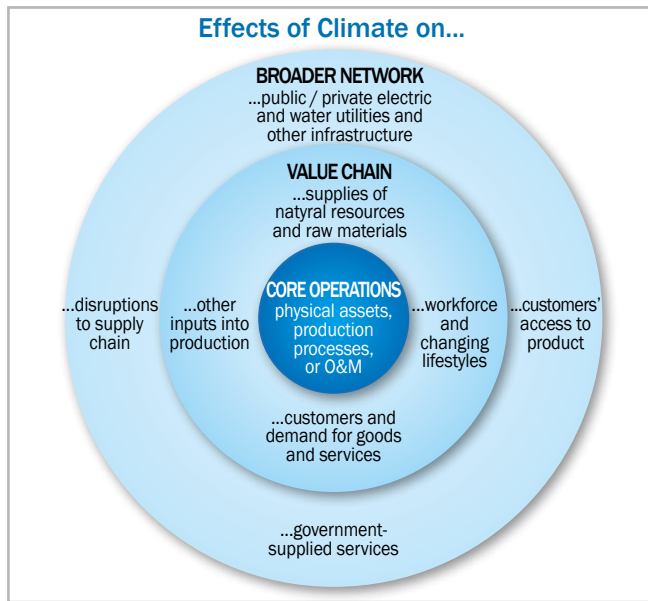 Effects of Climate on...
BROADER NETWORK
...public / private electric
and water utilities and
other infrastructure
VALUE CHAIN
...supplies of
natyral resources
and raw materials
CORE OPERATIONS
physical assets,
production
processes,
or O&M
...disruptions
to supply
chain
...other
inputs into
production
...workforce
and
changing
lifestyles
...customers'
access to
product
...customers and
demand for goods
and services
...government-
supplied services